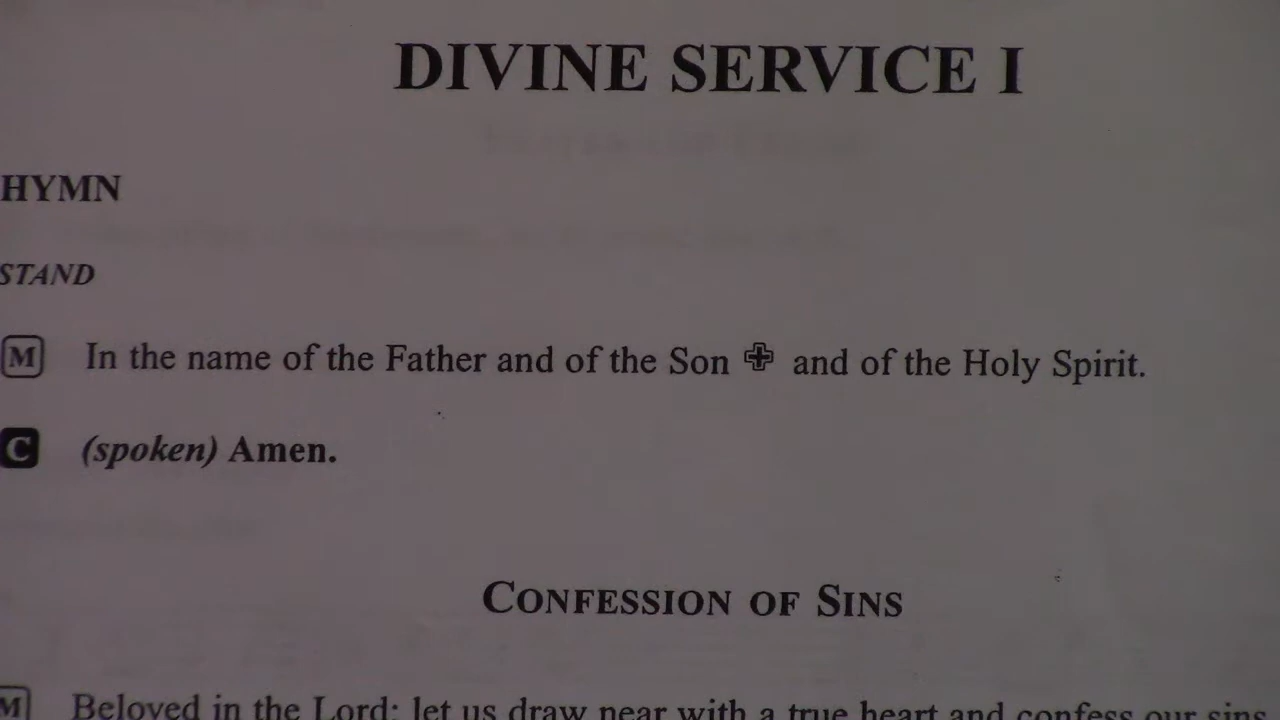 DIVINE SERVICE I
HYMN
STAND
M In the name of the Father and of the Son ✠ and of the Holy Spirit.
C (spoken) Amen.
CONFESSION OF SINS
M Beloved in the Lord: let us draw near with a true heart and confess our sins